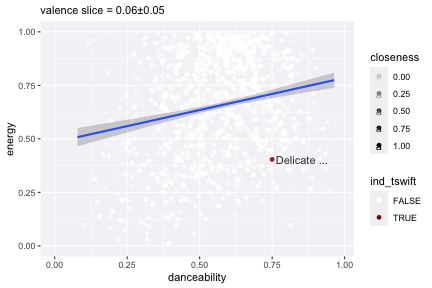 valence slice = 0.06±0.05
1.00
0.75
0.50
0.25
0.00
energy
Delicate ...
0.00 0.25 0.50 0.75 1.00
danceability
closeness
0.00
0.25
0.50
0.75
1.00
ind_tswift
FALSE
TRUE